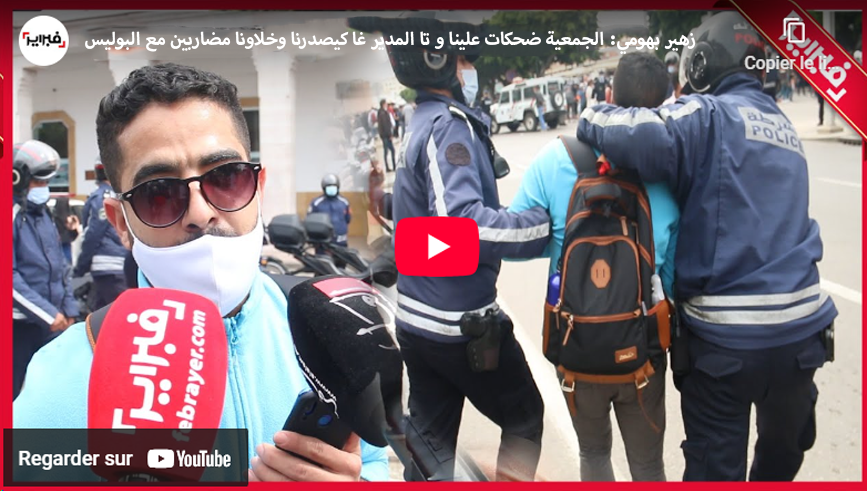 زهير بهومي: الجمعية ضحكات علينا و تا المدير غا كيصدرنا وخلاونا مضاربين مع البوليس
فبراير
Copier le li...
فبراير
شرطة
POLICE
فبراير
febrayer.com
Regarder sur YouTube